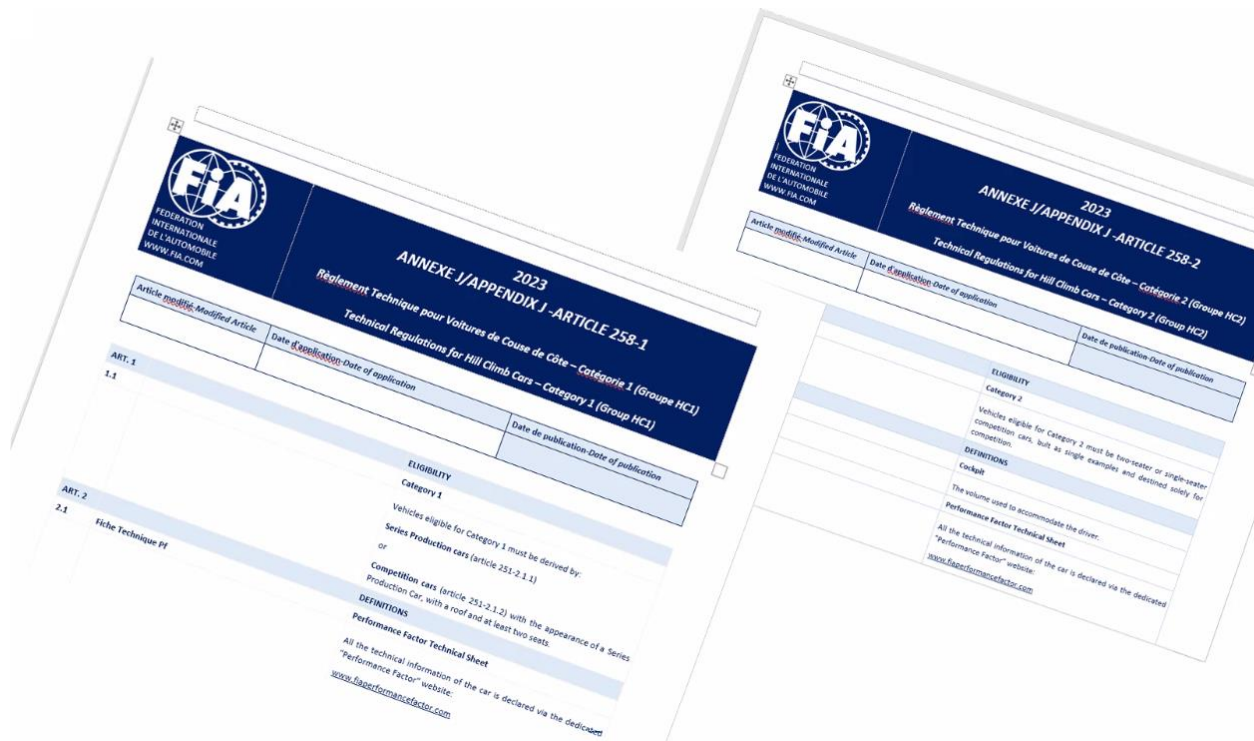 FiA
FEDERATION
INTERNATIONALE
DE L'AUTOMOBILE
WWW.FIA.COM
2023
ANNEXE J/APPENDIX J -ARTICLE 258-1
Règlement Technique pour Voitures de Couse de Côte – Catégorie 1 (Groupe HC1)
Technical Regulations for Hill Climb Cars – Category 1 (Group HC1)
Article modifié-Modified Article
Date d'application-Date of application
Date de publication-Date of publication
ART. 1
ELIGIBILITY
1.1
Category 1
Vehicles eligible for Category 1 must be derived by:
Series Production cars (article 251-2.1.1)
or
Competition cars (article 251-2.1.2) with the appearance of a Series
Production Car, with a roof and at least two seats.
ART. 2
DEFINITIONS
2.1
Fiche Technique Pf
Performance Factor Technical Sheet
All the technical information of the car is declared via the dedicated
"Performance Factor" website:
www.fiaperformancefactor.com
FiA
FEDERATION
INTERNATIONALE
DE L'AUTOMOBILE
WWW.FIA.COM
2023
ANNEXE J/APPENDIX J -ARTICLE 258-2
Règlement Technique pour Voitures de Couse de Côte – Catégorie 2 (Groupe HC2)
Technical Regulations for Hill Climb Cars – Category 2 (Group HC2)
Article modifié-Modified Article
Date d'application-Date of application
Date de publication-Date of publication
ELIGIBILITY
Category 2
Vehicles eligible for Category 2 must be two-seater or single-seater
competition cars, bult as single examples and destined solely for
competition.
DEFINITIONS
Cockpit
The volume used to accommodate the driver.
Performance Factor Technical Sheet
All the technical information of the car is declared via the dedicated
"Performance Factor" website:
www.fiaperformancefactor.com